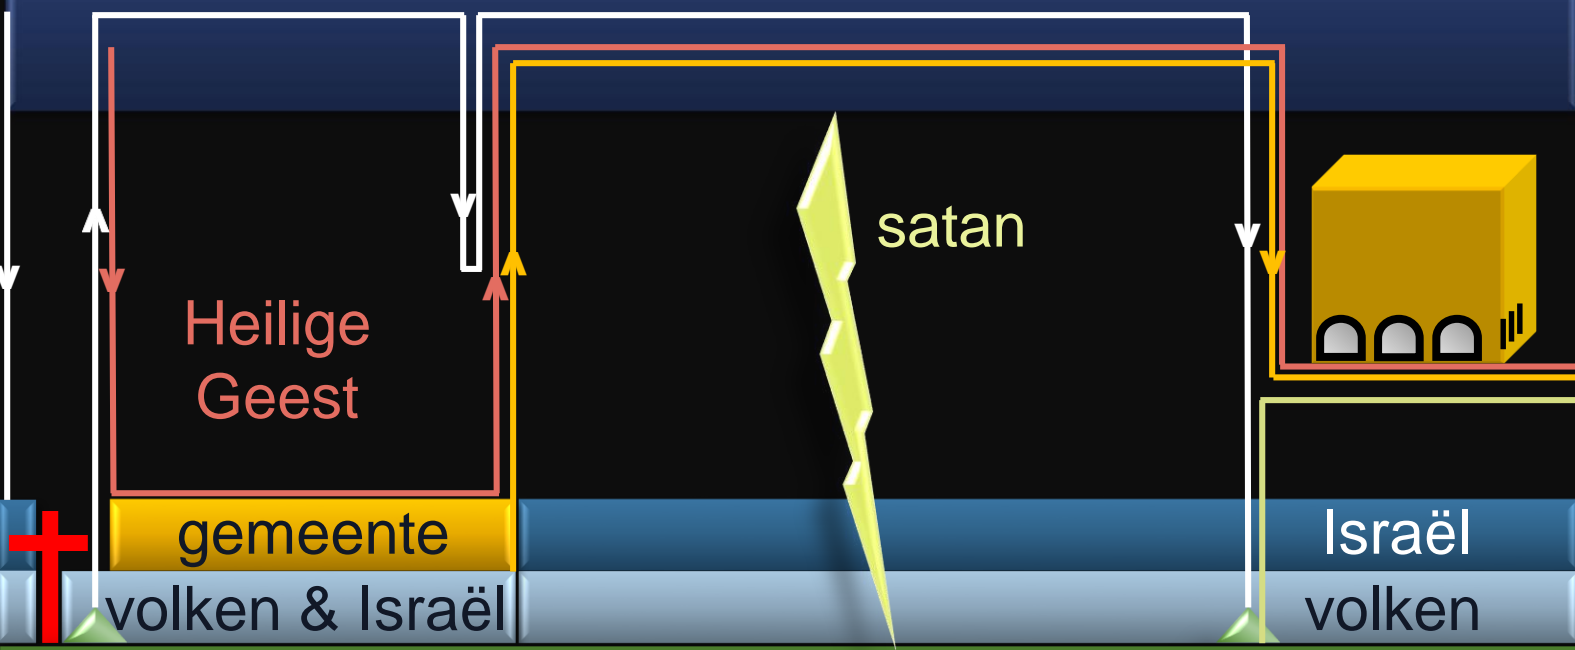 satan
Heilige
Geest
gemeente
Israël
volken & Israël
volken